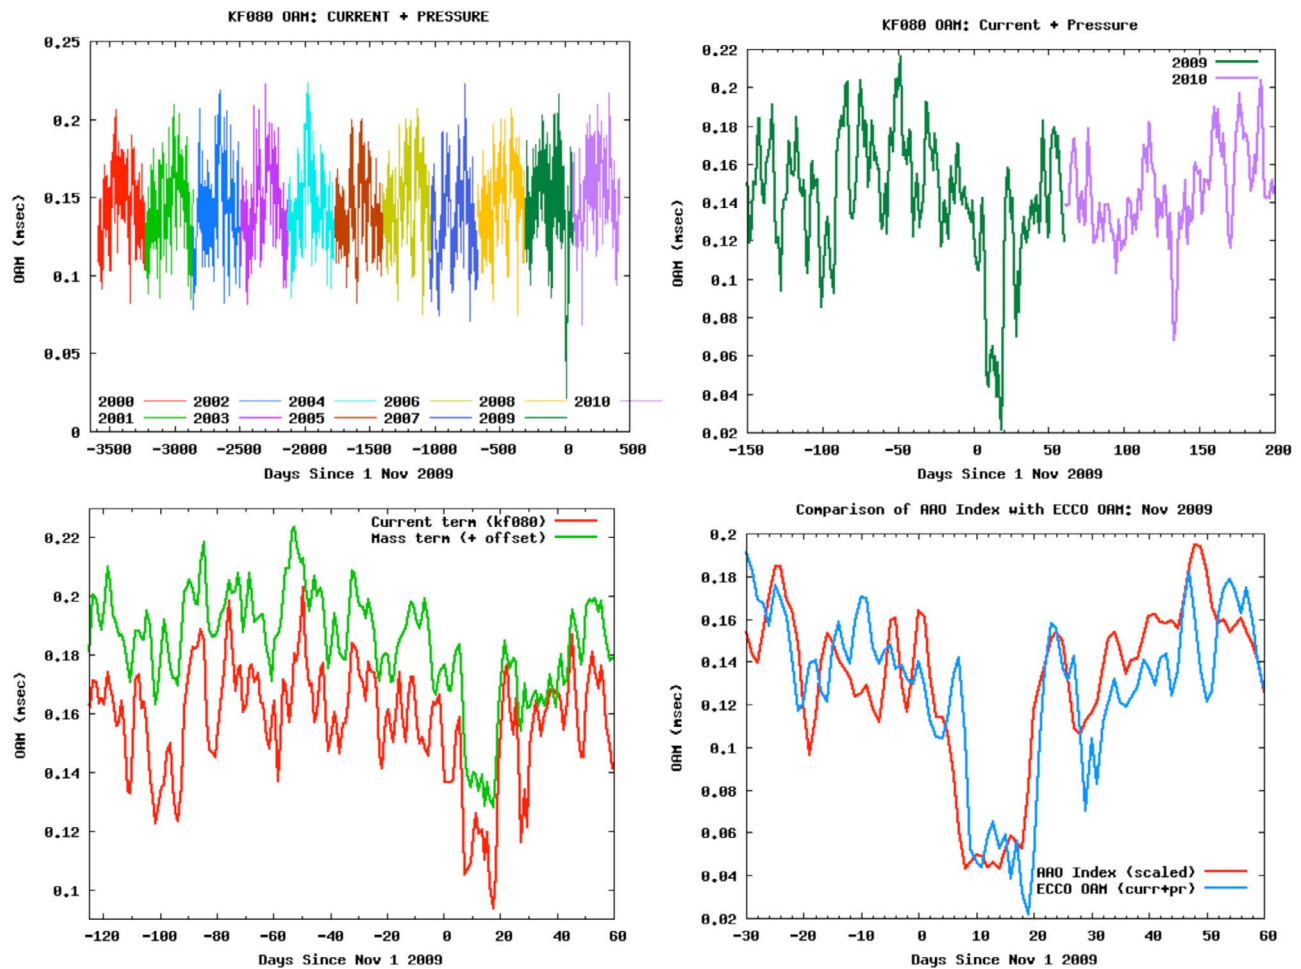 KF080 OAM: CURRENT + PRESSURE
0.25
0.2
0.15
0.1
0.05
0
OAM (msec)
2000 2002 2004 2006 2008 2010
2001 2003 2005 2007 2009
-3500 -3000 -2500 -2000 -1500 -1000 -500 0 500
Days Since 1 Nov 2009
KF080 OAM: Current + Pressure
0.22
0.2
0.18
0.16
0.14
0.12
0.1
0.08
0.06
0.04
0.02
OAM (msec)
2009
2010
-150 -100 -50 0 50 100 150 200
Days Since 1 Nov 2009
Current term (kf080)
Mass term (+ offset)
0.22
0.2
0.18
0.16
0.14
0.12
0.1
OAM (msec)
-120 -100 -80 -60 -40 -20 0 20 40 60
Days Since Nov 1 2009
Comparison of AAO Index with ECCO OAM: Nov 2009
0.2
0.18
0.16
0.14
0.12
0.1
0.08
0.06
0.04
0.02
OAM (msec)
AAO Index (scaled)
ECCO OAM (curr+pr)
-30 -20 -10 0 10 20 30 40 50 60
Days Since Nov 1 2009